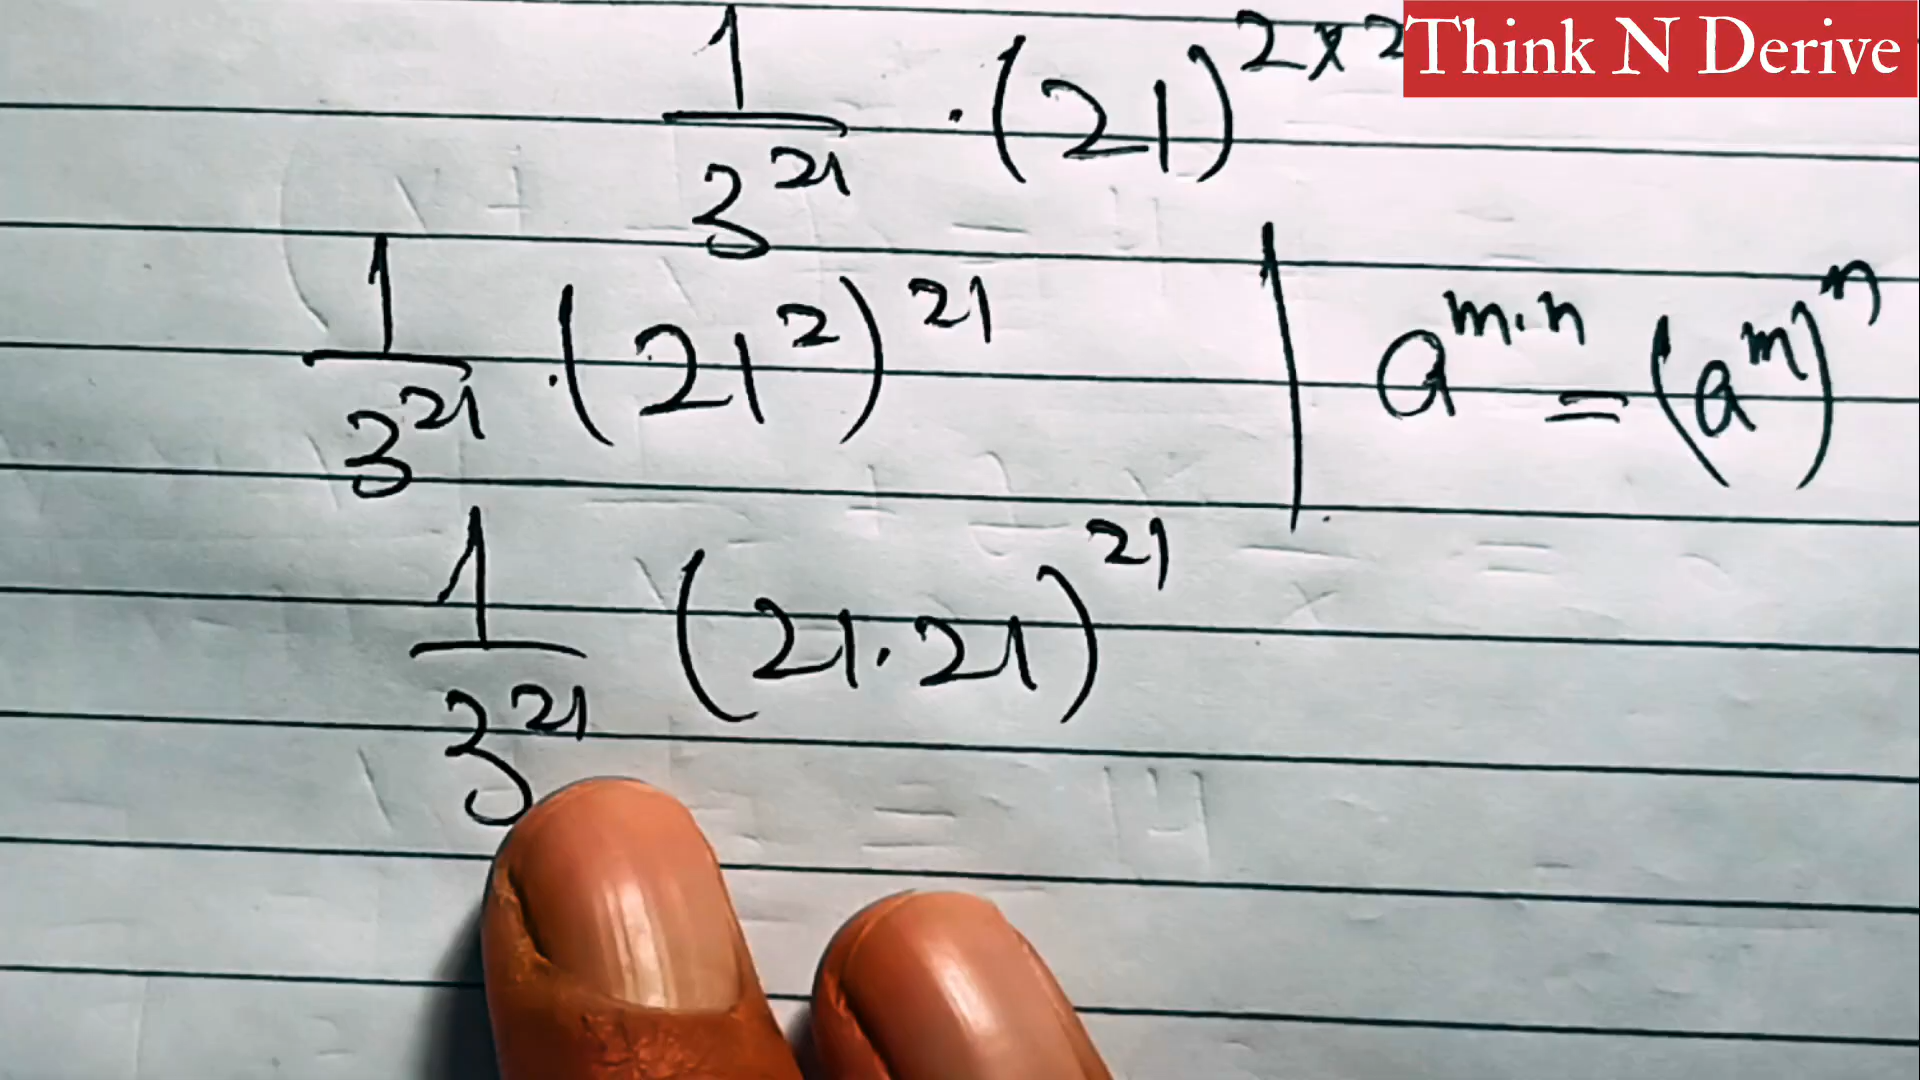 Think N Derive
1/3^21 · (21)^2×2
1/3^21 · (21^2)^21 | a^m·n = (a^m)^n
1/3^21 (21·21)^21